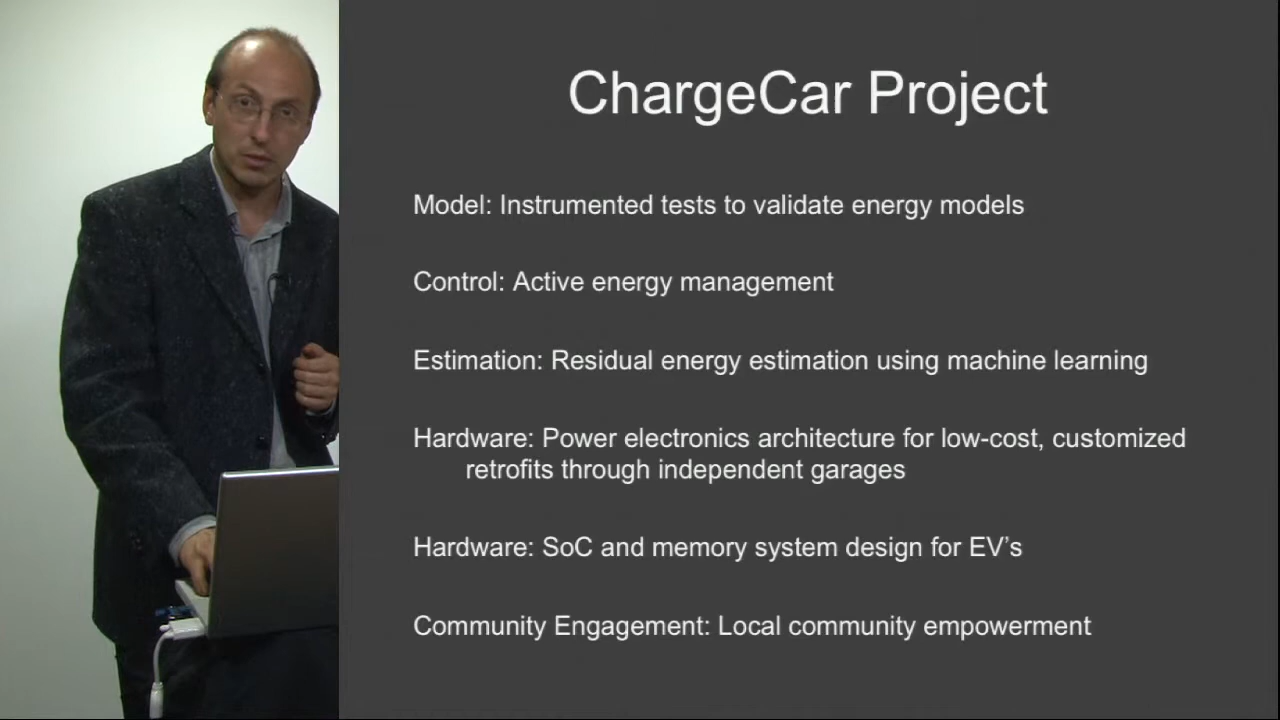 ChargeCar Project
Model: Instrumented tests to validate energy models
Control: Active energy management
Estimation: Residual energy estimation using machine learning
Hardware: Power electronics architecture for low-cost, customized
retrofits through independent garages
Hardware: SoC and memory system design for EV’s
Community Engagement: Local community empowerment